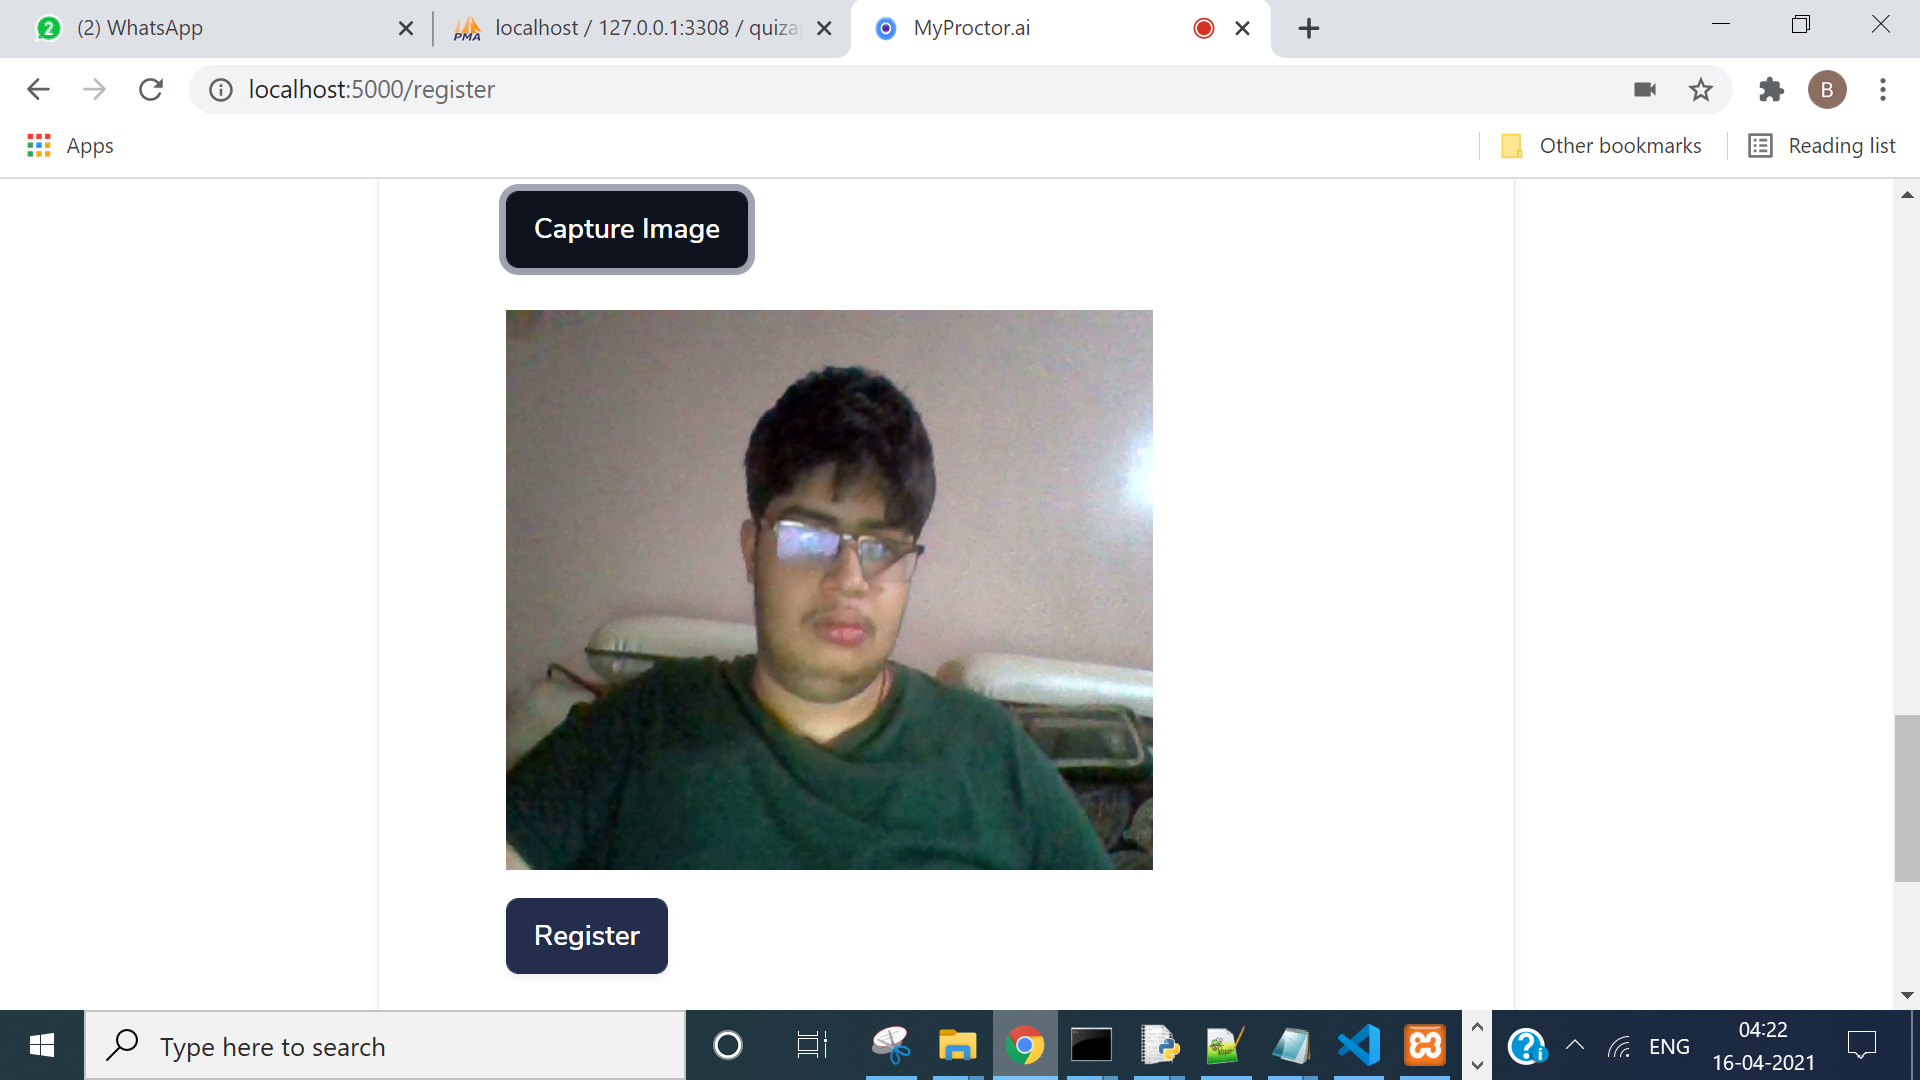 (2) WhatsApp
localhost / 127.0.0.1:3308 / quiza
MyProctor.ai
localhost:5000/register
B
Apps
Other bookmarks
Reading list
Capture Image
Register
Type here to search
ENG
04:22
16-04-2021